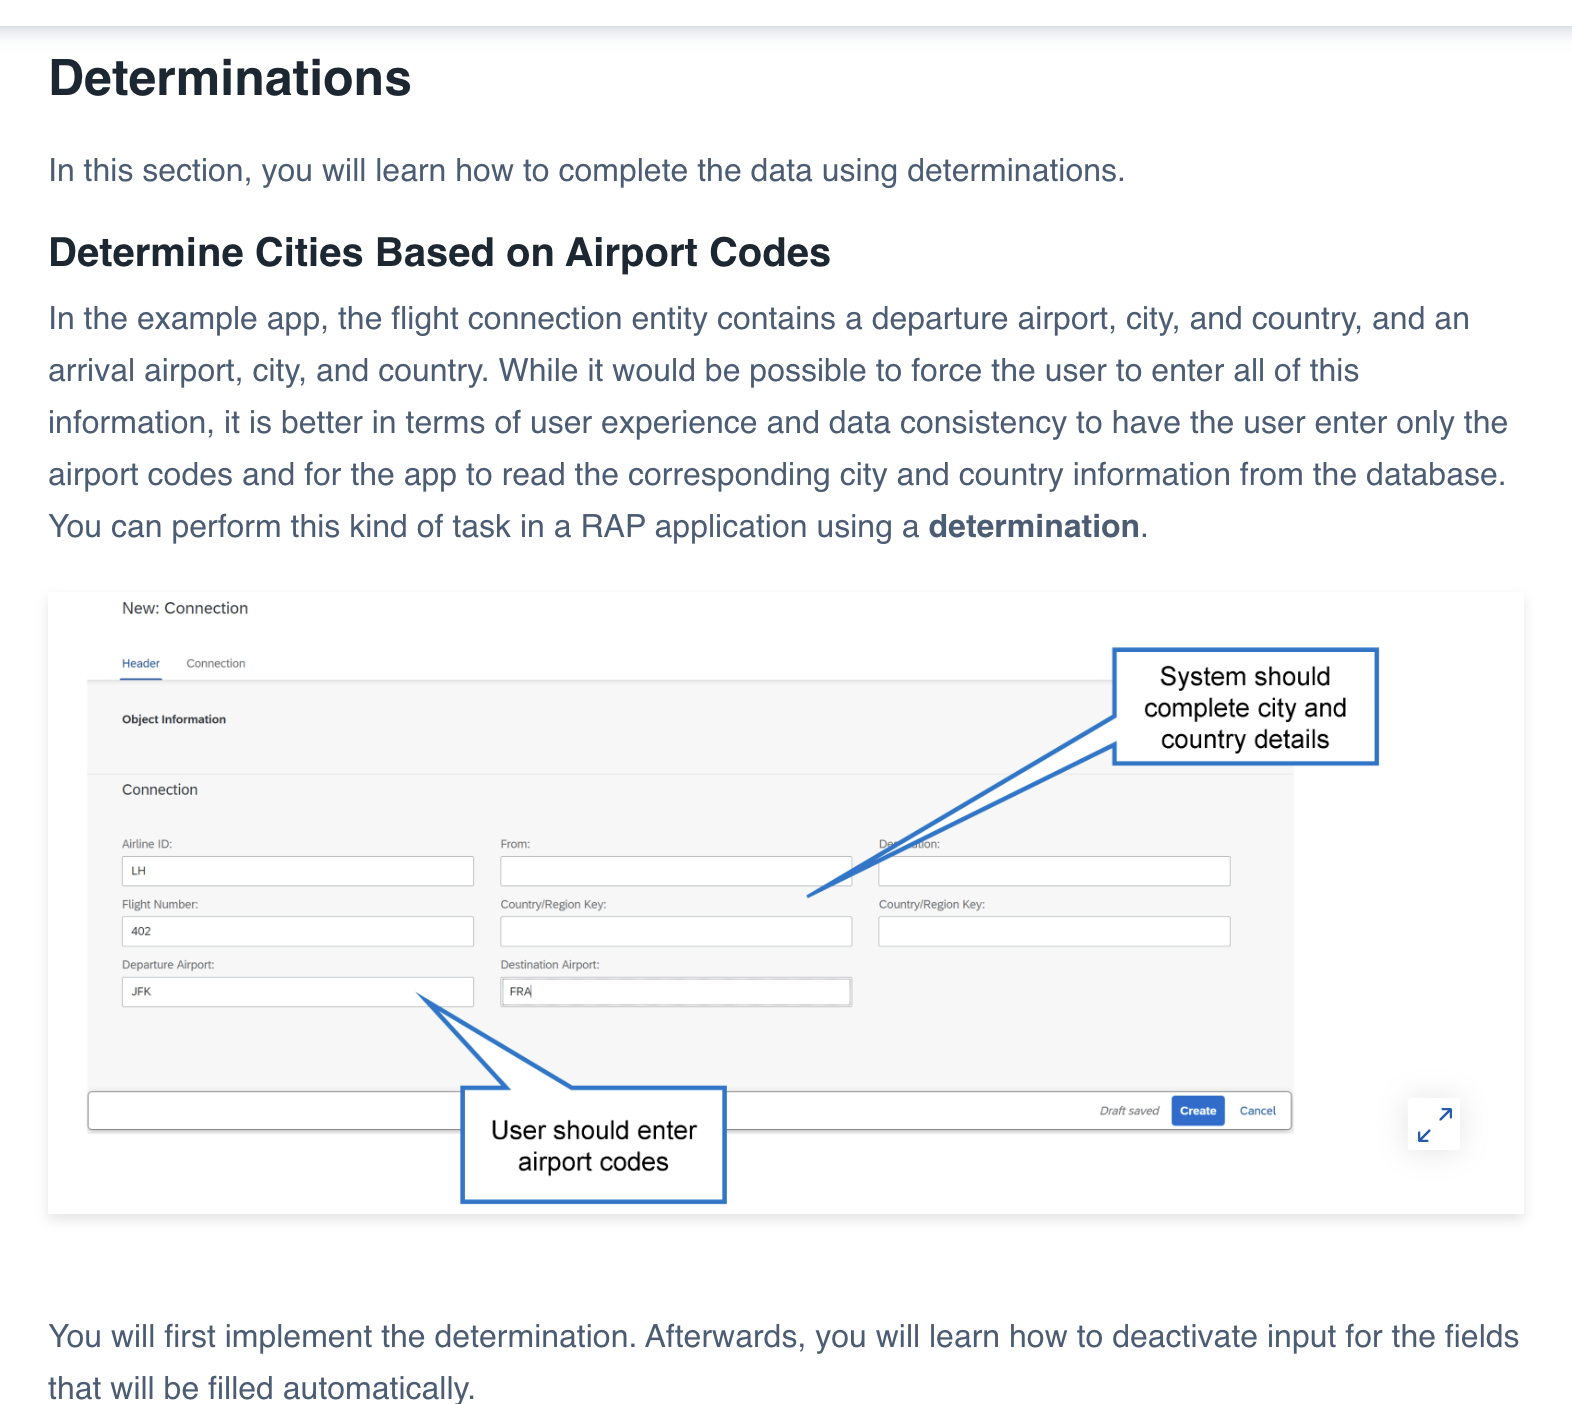 Determinations
In this section, you will learn how to complete the data using determinations.
Determine Cities Based on Airport Codes
In the example app, the flight connection entity contains a departure airport, city, and country, and an
arrival airport, city, and country. While it would be possible to force the user to enter all of this
information, it is better in terms of user experience and data consistency to have the user enter only the
airport codes and for the app to read the corresponding city and country information from the database.
You can perform this kind of task in a RAP application using a determination.
New: Connection
Header Connection
System should
complete city and
country details
Object Information
Connection
Airline ID: From:
LH
Flight Number: Country/Region Key: Country/Region Key:
402
Departure Airport: Destination Airport:
JFK FRA
Draft saved Create Cancel
User should enter
airport codes
You will first implement the determination. Afterwards, you will learn how to deactivate input for the fields
that will be filled automatically.